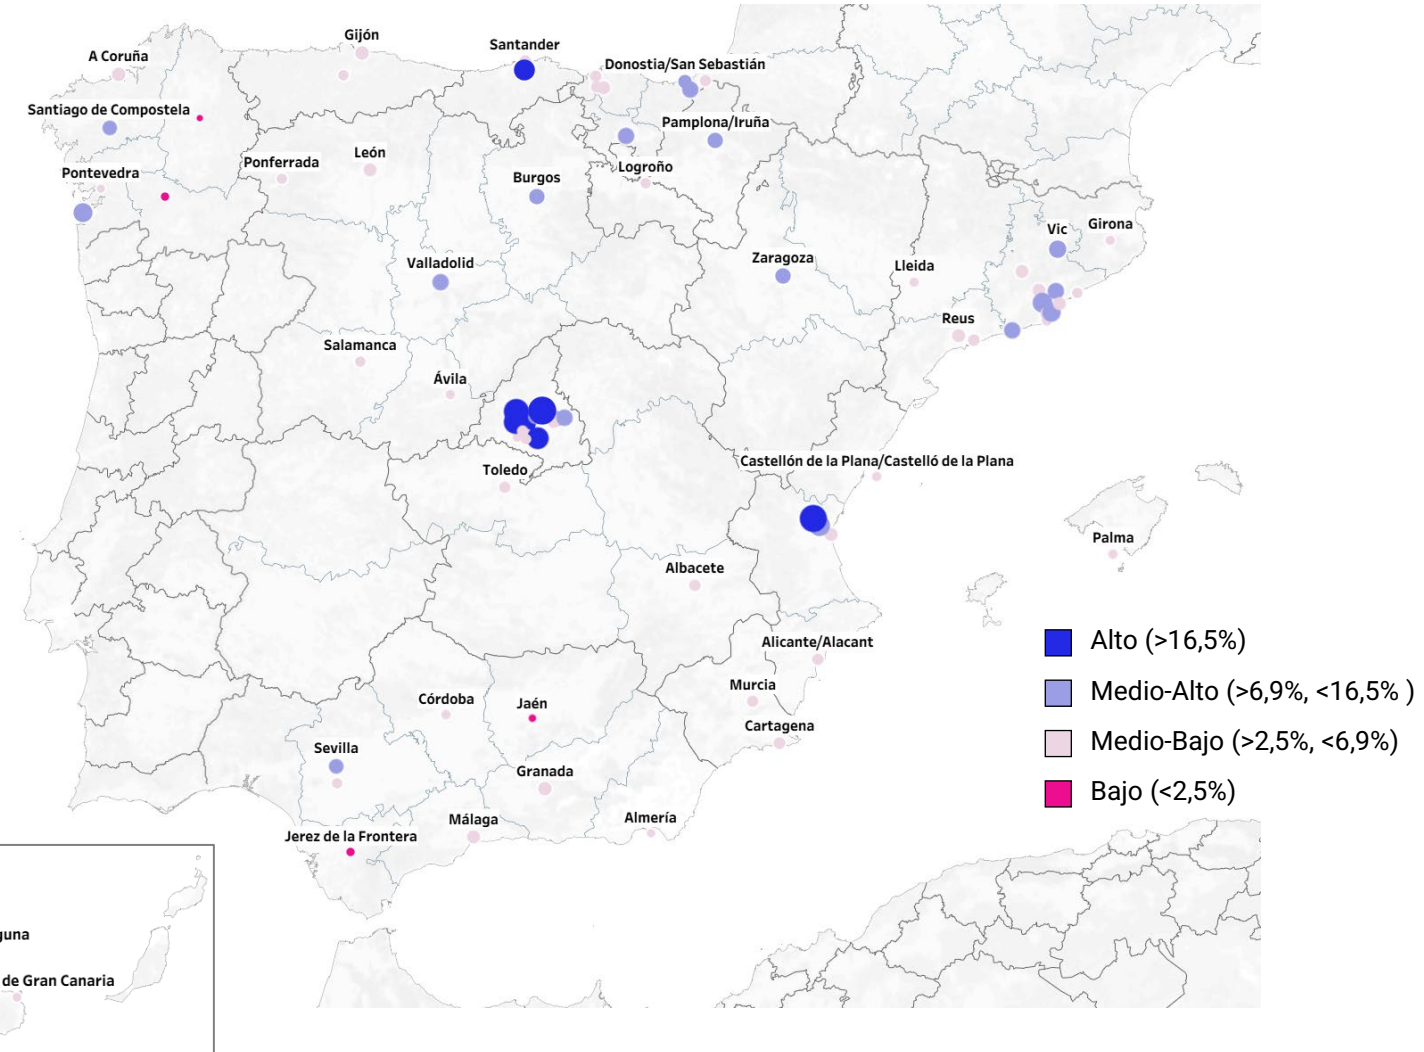 Gijón
Santander
A Coruña
Donostia/San Sebastián
Santiago de Compostela
Pamplona/Iruña
León
Ponferrada
Logroño
Pontevedra
Burgos
Girona
Vic
Zaragoza
Valladolid
Lleida
Reus
Salamanca
Ávila
Castellón de la Plana/Castelló de la Plana
Toledo
Palma
Albacete
Alicante/Alacant
Alto (>16,5%)
Murcia
Medio-Alto (>6,9%, <16,5% )
Córdoba
Jaén
Cartagena
Medio-Bajo (>2,5%, <6,9%)
Sevilla
Granada
Bajo (<2,5%)
Málaga
Almería
Jerez de la Frontera
guna
de Gran Canaria